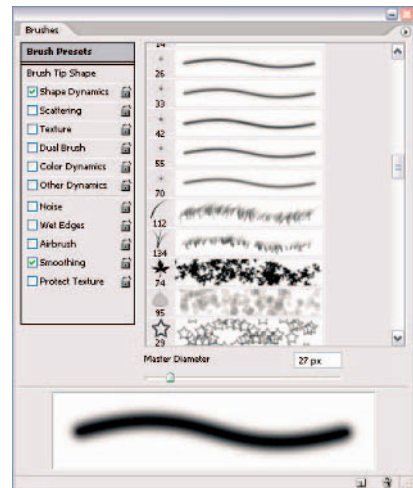 Brushes
Brush Presets
Brush Tip Shape
Shape Dynamics
Scattering
Texture
Dual Brush
Color Dynamics
Other Dynamics
Noise
Wet Edges
Airbrush
Smoothing
Protect Texture
14
26
33
42
55
70
112
134
74
95
29
Master Diameter
27 px